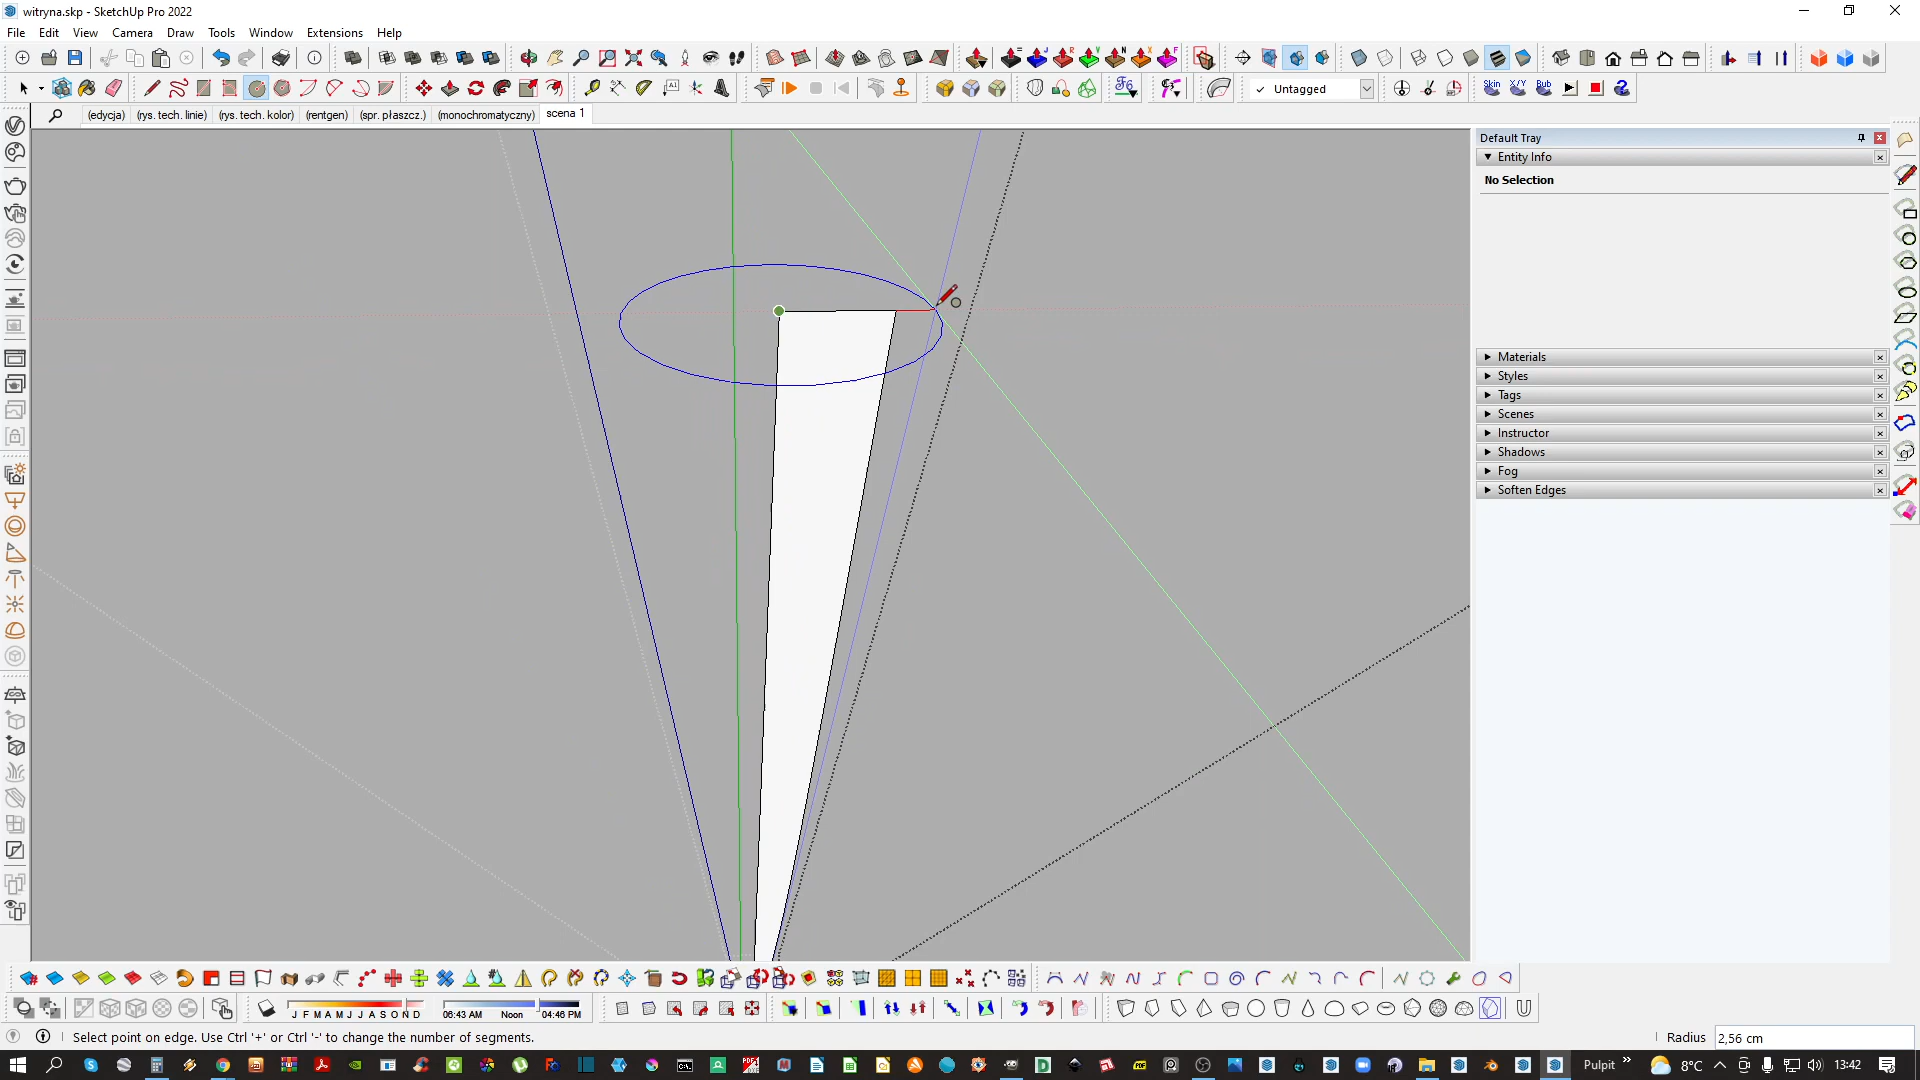 witryna.skp - SketchUp Pro 2022
File Edit View Camera Draw Tools Window Extensions Help
Untagged
Skin X/Y Bub
(edycja) (rys. tech. linie) (rys. tech. kolor) (rentgen) (spr. płaszcz.) (monochromatyczny) scena 1
Default Tray
Entity Info
No Selection
Materials
Styles
Tags
Scenes
Instructor
Shadows
Fog
Soften Edges
J F M A M J J A S O N D
06:43 AM Noon 04:46 PM
Select point on edge. Use Ctrl '+' or Ctrl '-' to change the number of segments.
Radius 2,56 cm
Pulpit
8°C
13:42